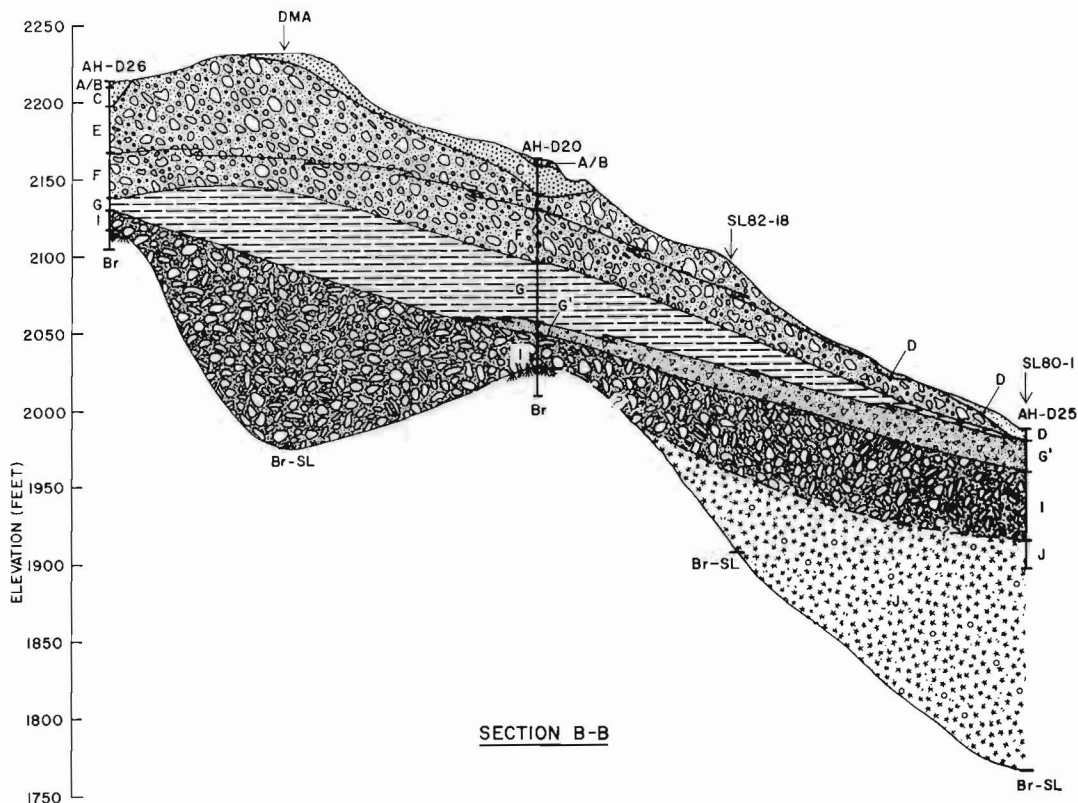 2250
2200
2150
2100
2050
2000
1950
1900
1850
1800
1750
ELEVATION (FEET)
DMA
AH-D26
A/B
C
E
F
G
I
Br
AH-D20
A/B
C
E
F
G
G'
I
Br
Br-SL
SL82-18
D
D
SL80-1
AH-D25
D
G'
I
J
?
?
J
Br-SL
Br-SL
SECTION B-B